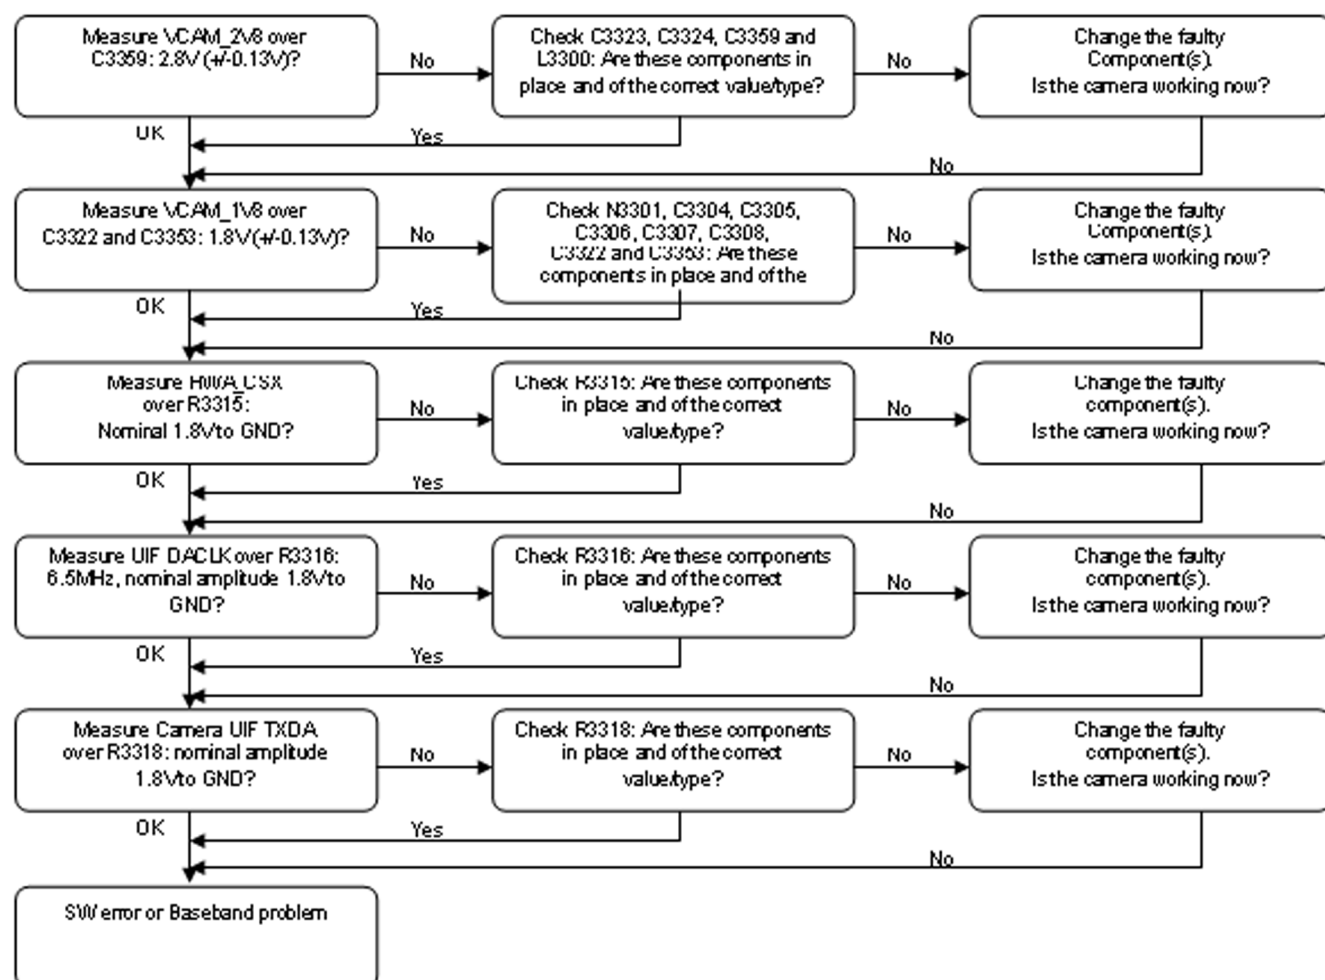 Measure VCAM_2V8 over
C3359: 2.8V (+/-0.13V)?
No
Check C3323, C3324, C3359 and
L3300: Are these components in
place and of the correct value/type?
No
Change the faulty
Component(s).
Is the camera working now?
OK
Yes
No
Measure VCAM_1V8 over
C3322 and C3353: 1.8V (+/-0.13V)?
No
Check N3301, C3304, C3305,
C3306, C3307, C3308,
C3322 and C3353: Are these
components in place and of the
No
Change the faulty
Component(s).
Is the camera working now?
OK
Yes
No
Measure HWA_CSX
over R3315:
Nominal 1.8V to GND?
No
Check R3315: Are these components
in place and of the correct
value/type?
No
Change the faulty
component(s).
Is the camera working now?
OK
Yes
No
Measure UIF DACLK over R3316:
6.5MHz, nominal amplitude 1.8V to
GND?
No
Check R3316: Are these components
in place and of the correct
value/type?
No
Change the faulty
component(s).
Is the camera working now?
OK
Yes
No
Measure Camera UIF TXDA
over R3318: nominal amplitude
1.8V to GND?
No
Check R3318: Are these components
in place and of the correct
value/type?
No
Change the faulty
component(s).
Is the camera working now?
OK
Yes
No
SW error or Baseband problem